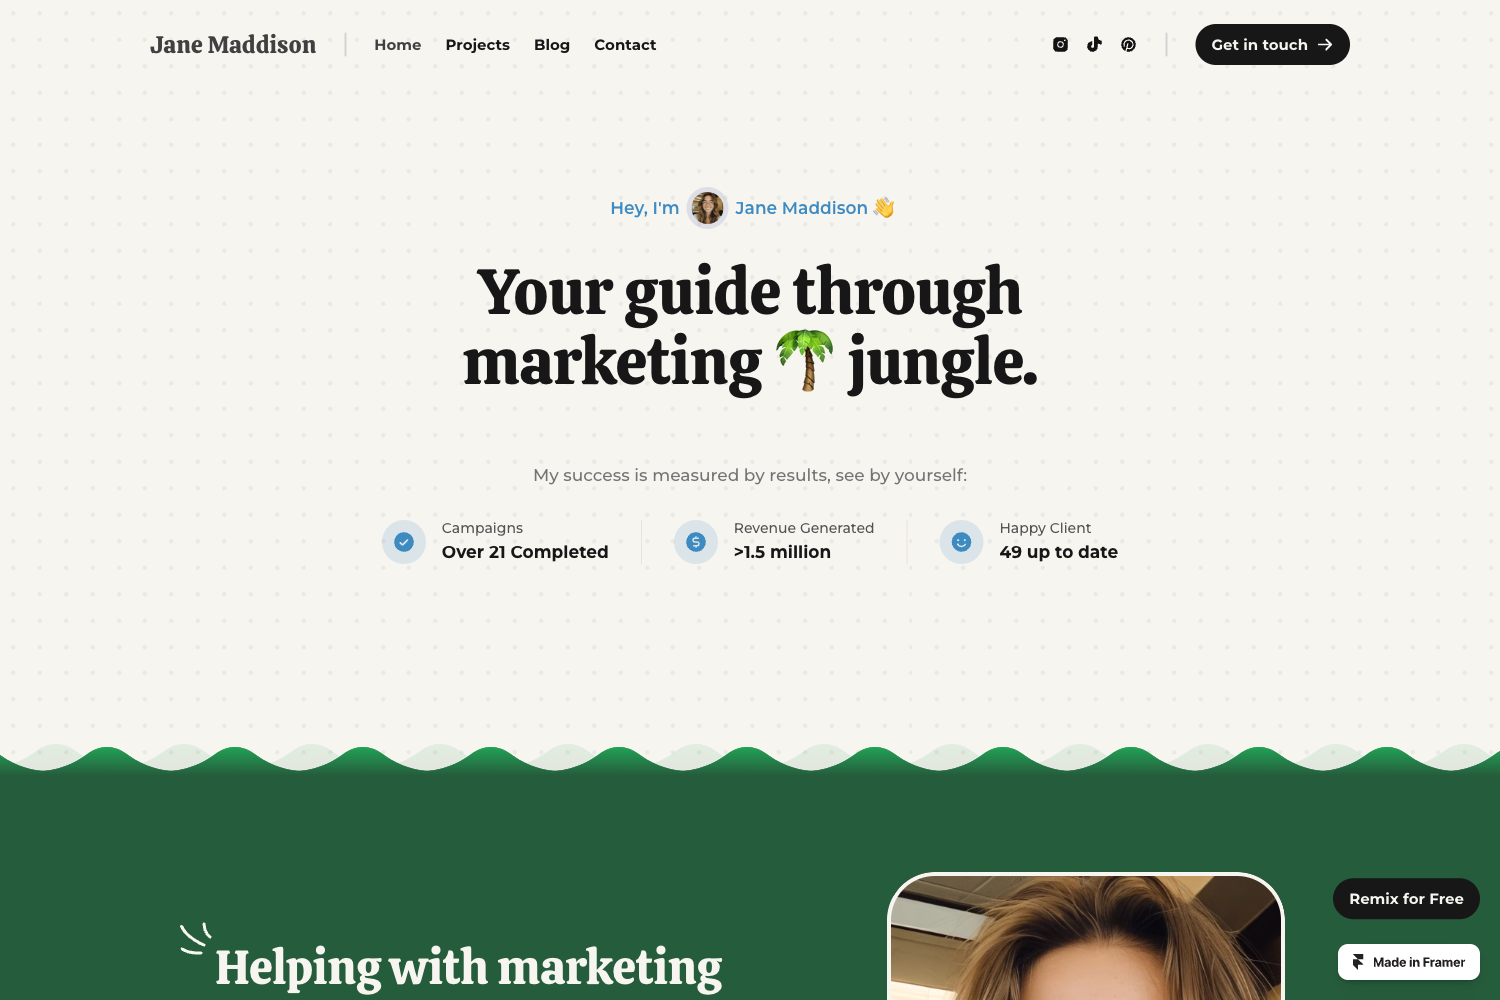 Jane Maddison
Home Projects Blog Contact
Get in touch
Hey, I'm Jane Maddison 👋
Your guide through
marketing 🌴 jungle.
My success is measured by results, see by yourself:
Campaigns
Over 21 Completed
Revenue Generated
>1.5 million
Happy Client
49 up to date
Helping with marketing
Remix for Free
Made in Framer